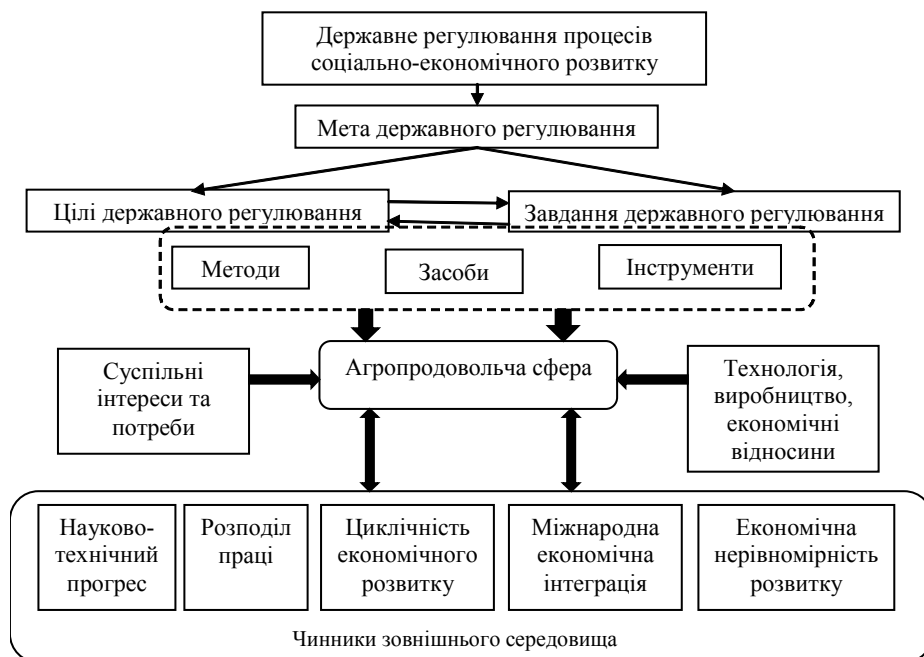 Державне регулювання процесів
соціально-економічного розвитку
Мета державного регулювання
Цілі державного регулювання
Завдання державного регулювання
Методи
Засоби
Інструменти
Суспільні
інтереси та
потреби
Агропродовольча сфера
Технологія,
виробництво,
економічні
відносини
Науково-
технічний
прогрес
Розподіл
праці
Циклічність
економічного
розвитку
Міжнародна
економічна
інтеграція
Економічна
нерівномірність
розвитку
Чинники зовнішнього середовища